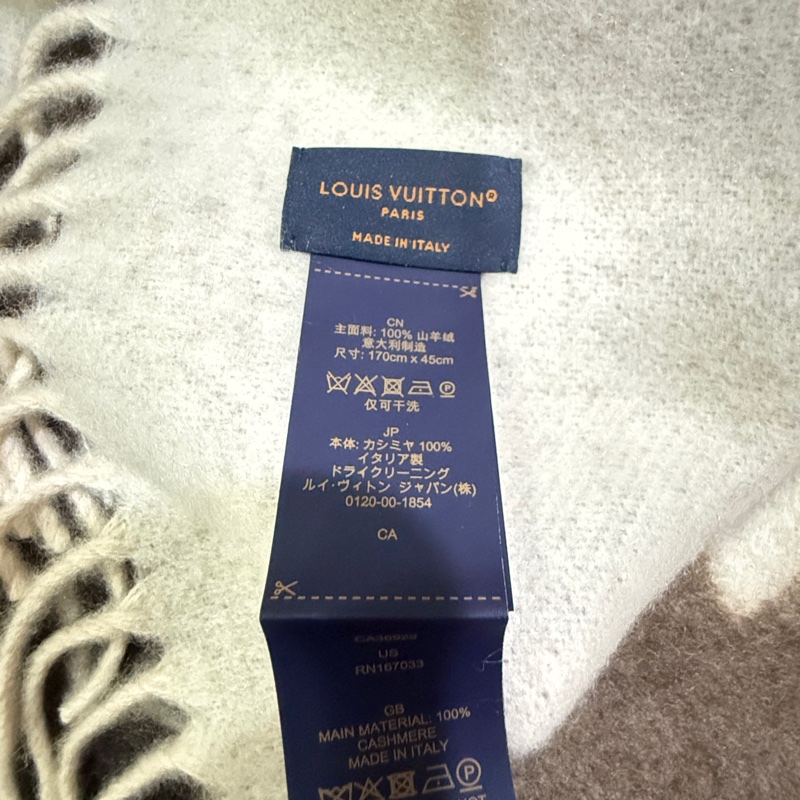 LOUIS VUITTON®
PARIS
MADE IN ITALY
CN
主面料: 100% 山羊绒
意大利制造
尺寸: 170cm x 45cm
P
仅可干洗
JP
本体: カシミヤ 100%
イタリア製
ドライクリーニング
ルイ・ヴィトン ジャパン(株)
0120-00-1854
CA
US
RN167033
GB
MAIN MATERIAL: 100%
CASHMERE
MADE IN ITALY
P